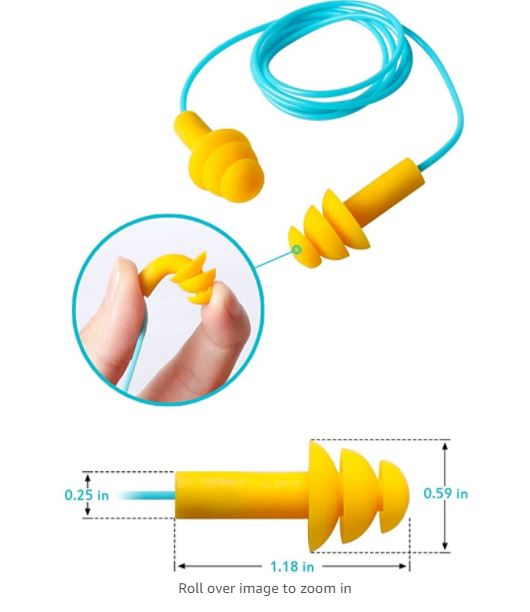 0.25 in
0.59 in
1.18 in
Roll over image to zoom in